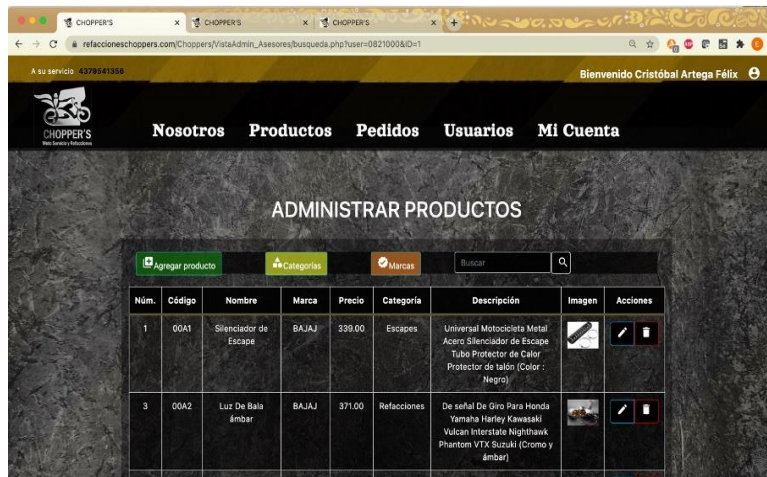 CHOPPER'S
CHOPPER'S
CHOPPER'S
refaccioneschoppers.com/Choppers/VistaAdmin_Asesores/busqueda.php?user=0821000&ID=1
A su servicio 4379541356
Bienvenido Cristóbal Artega Félix
CHOPPER'S
Moto Servicio y Refacciones
Nosotros Productos Pedidos Usuarios Mi Cuenta
ADMINISTRAR PRODUCTOS
Agregar producto
Categorías
Marcas
Buscar
Núm. Código Nombre Marca Precio Categoría Descripción Imagen Acciones
1 00A1 Silenciador de Escape BAJAJ 339.00 Escapes
Universal Motocicleta Metal
Acero Silenciador de Escape
Tubo Protector de Calor
Protector de talón (Color :
Negro)
3 00A2 Luz De Bala ámbar BAJAJ 371.00 Refacciones
De señal De Giro Para Honda
Yamaha Harley Kawasaki
Vulcan Interstate Nighthawk
Phantom VTX Suzuki (Cromo y
ámbar)